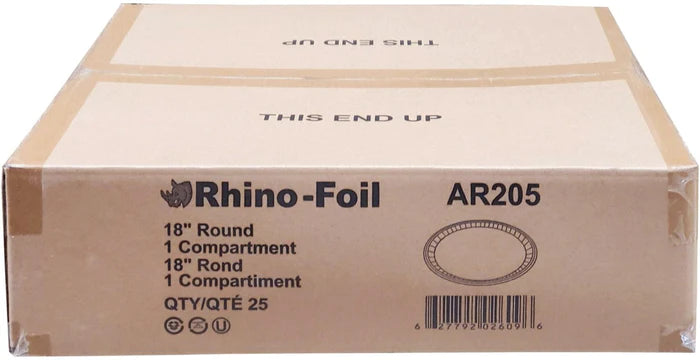 THIS END UP
THIS END UP
Rhino-Foil
AR205
18" Round
1 Compartment
18" Rond
1 Compartiment
QTY/QTÉ 25
U
6 27792 02609 6